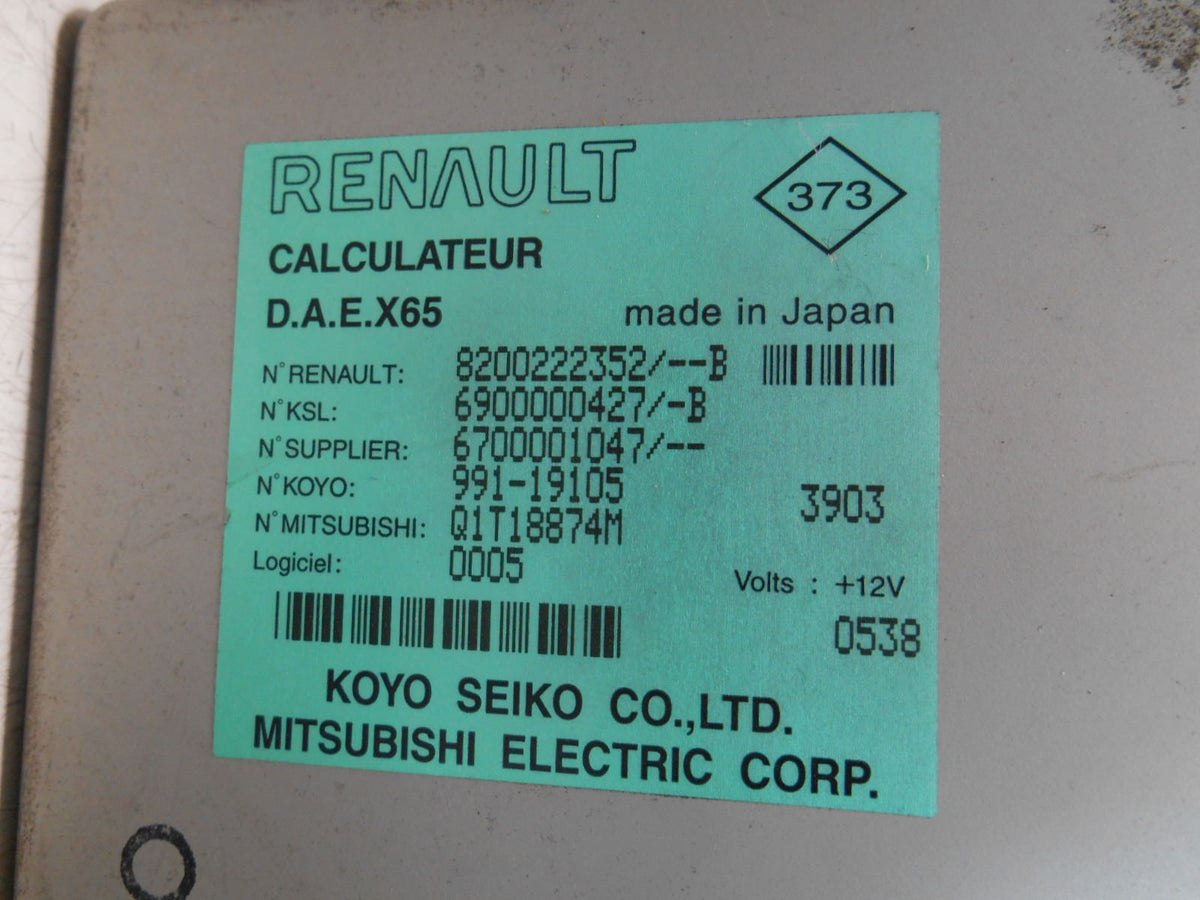 RENAULT
373
CALCULATEUR
D.A.E.X65 made in Japan
N°RENAULT: 8200222352/--B
N°KSL: 6900000427/-B
N°SUPPLIER: 6700001047/--
N°KOYO: 991-19105 3903
N°MITSUBISHI: Q1T18874M
Logiciel: 0005
Volts : +12V
0538
KOYO SEIKO CO.,LTD.
MITSUBISHI ELECTRIC CORP.